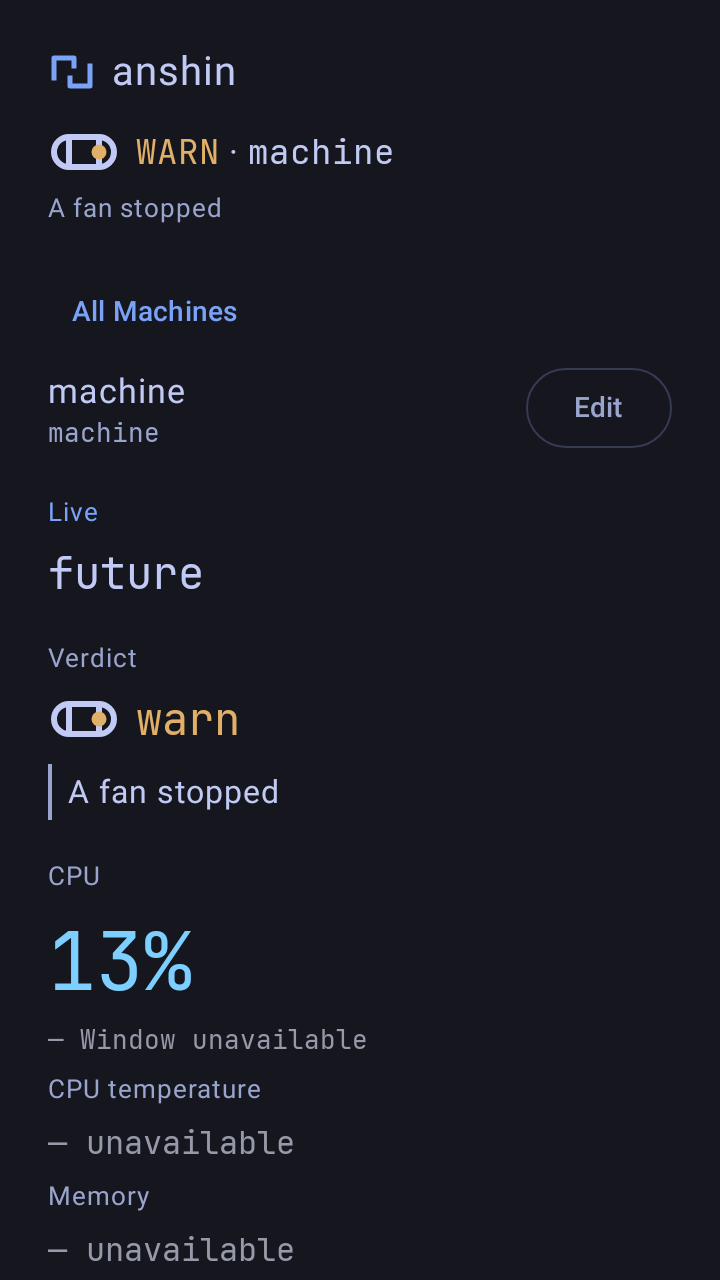 anshin
WARN · machine
A fan stopped
All Machines
machine
Edit
machine
Live
future
Verdict
warn
A fan stopped
CPU
13%
— Window unavailable
CPU temperature
— unavailable
Memory
— unavailable